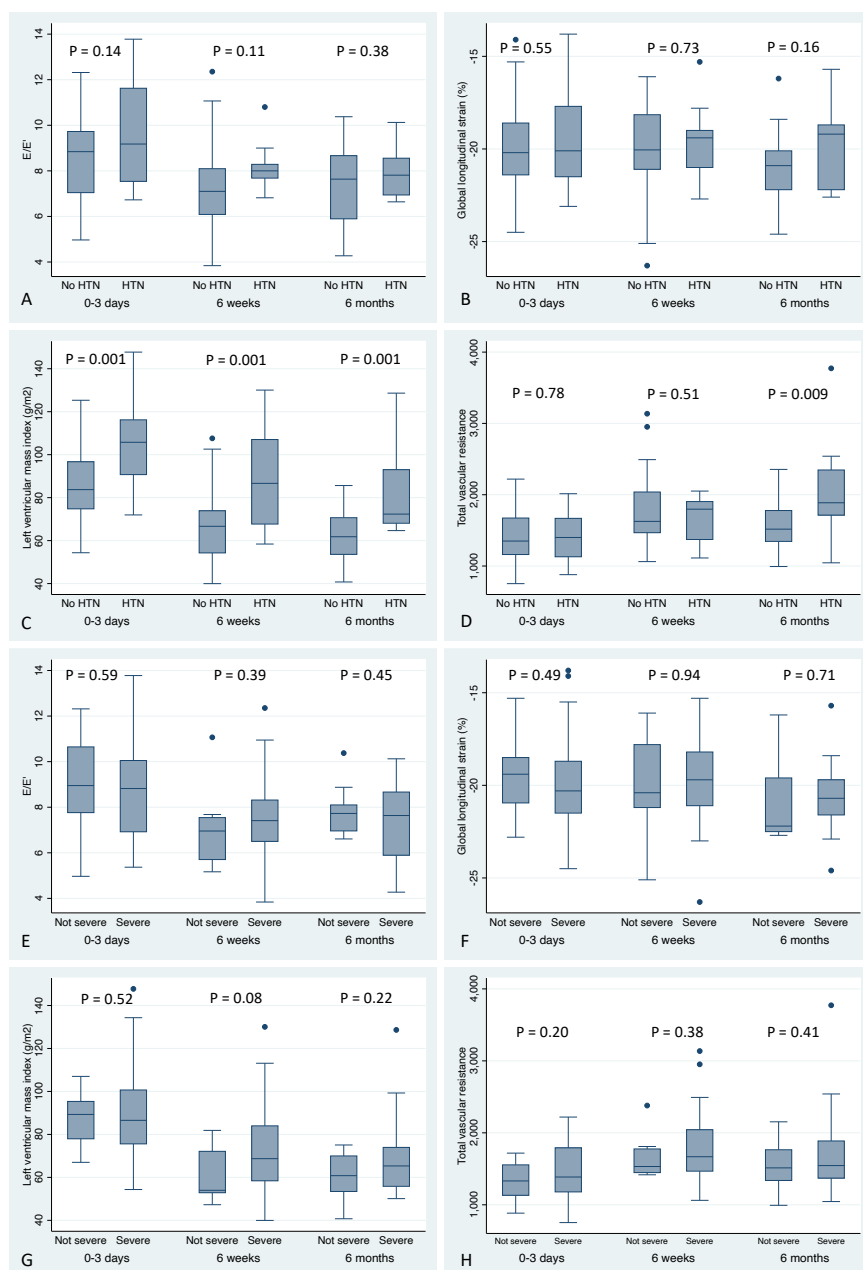 P = 0.14 P = 0.11 P = 0.38
E/E'
14
12
10
8
6
4
No HTN HTN No HTN HTN No HTN HTN
0-3 days 6 weeks 6 months
A
P = 0.55 P = 0.73 P = 0.16
Global longitudinal strain (%)
-15
-20
-25
No HTN HTN No HTN HTN No HTN HTN
0-3 days 6 weeks 6 months
B
P = 0.001 P = 0.001 P = 0.001
Left ventricular mass index (g/m2)
140
120
100
80
60
40
No HTN HTN No HTN HTN No HTN HTN
0-3 days 6 weeks 6 months
C
P = 0.78 P = 0.51 P = 0.009
Total vascular resistance
4,000
3,000
2,000
1,000
No HTN HTN No HTN HTN No HTN HTN
0-3 days 6 weeks 6 months
D
P = 0.59 P = 0.39 P = 0.45
E/E'
14
12
10
8
6
4
Not severe Severe Not severe Severe Not severe Severe
0-3 days 6 weeks 6 months
E
P = 0.49 P = 0.94 P = 0.71
Global longitudinal strain (%)
-15
-20
-25
Not severe Severe Not severe Severe Not severe Severe
0-3 days 6 weeks 6 months
F
P = 0.52 P = 0.08 P = 0.22
Left ventricular mass index (g/m2)
140
120
100
80
60
40
Not severe Severe Not severe Severe Not severe Severe
0-3 days 6 weeks 6 months
G
P = 0.20 P = 0.38 P = 0.41
Total vascular resistance
4,000
3,000
2,000
1,000
Not severe Severe Not severe Severe Not severe Severe
0-3 days 6 weeks 6 months
H